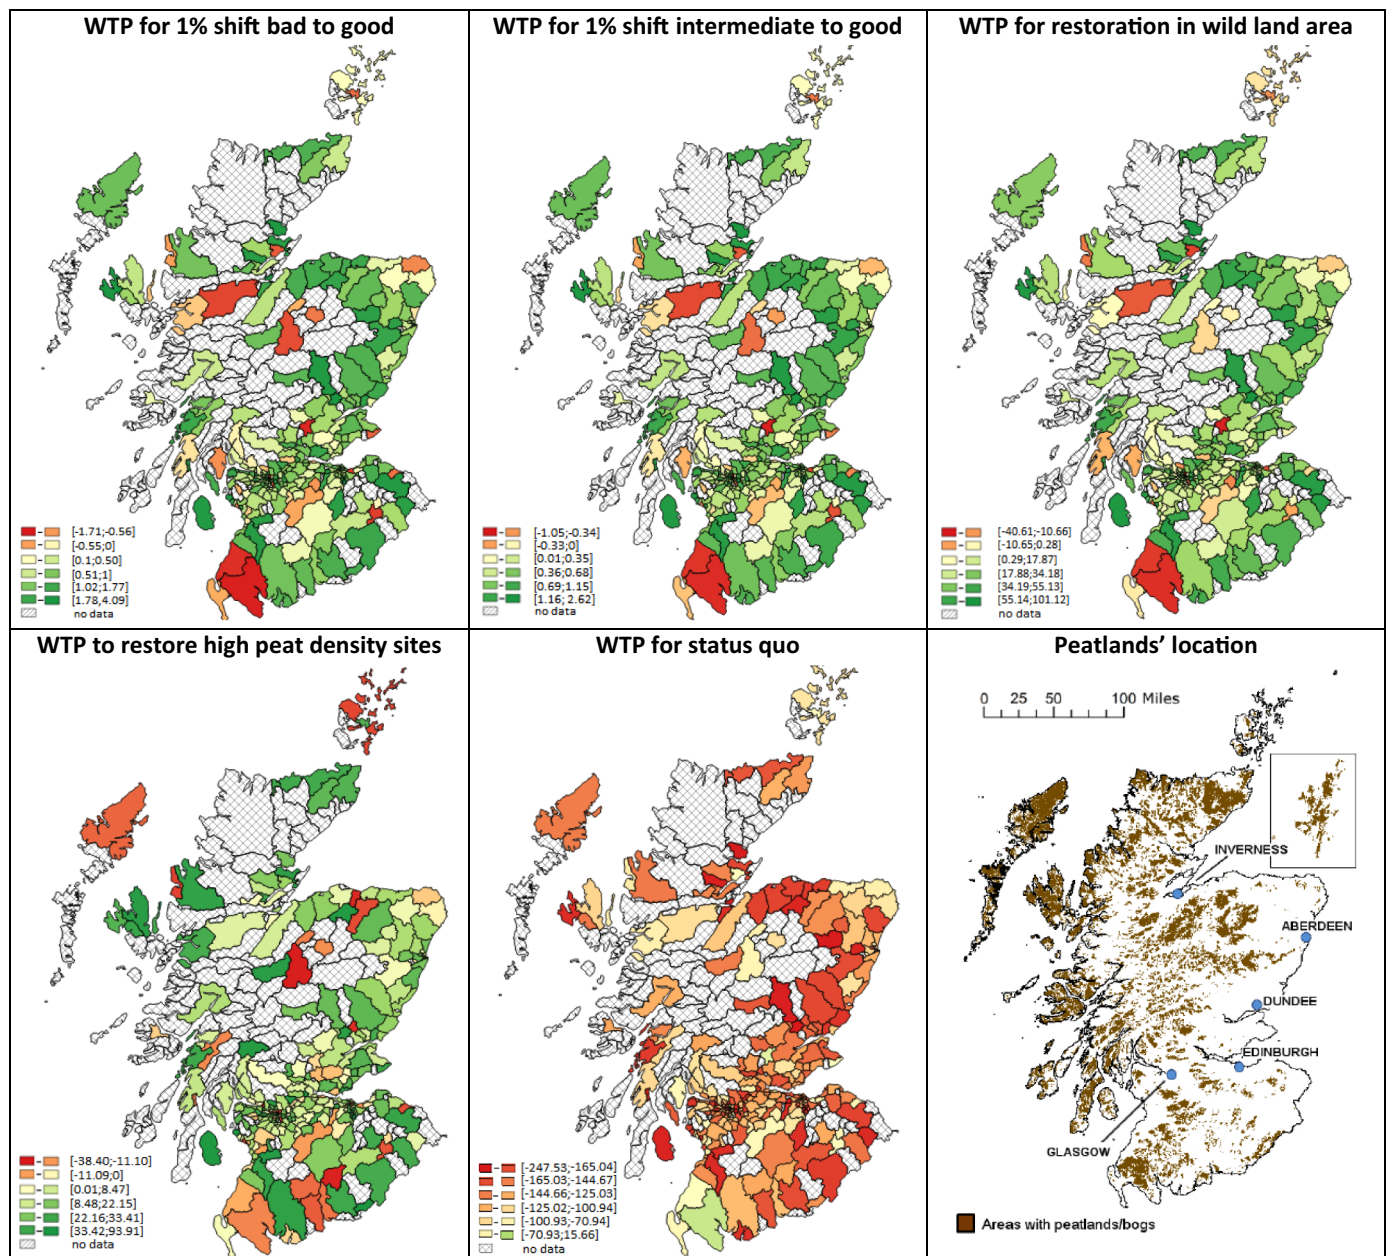 WTP for 1% shift bad to good
WTP for 1% shift intermediate to good
WTP for restoration in wild land area
[-1.71;-0.56]
[-0.55;0]
[0.1;0.50]
[0.51;1]
[1.02;1.77]
[1.78,4.09]
no data
[-1.05;-0.34]
[-0.33;0]
[0.01;0.35]
[0.36;0.68]
[0.69;1.15]
[1.16; 2.62]
no data
[-40.61;-10.66]
[-10.65;0.28]
[0.29;17.87]
[17.88;34.18]
[34.19;55.13]
[55.14;101.12]
no data
WTP to restore high peat density sites
WTP for status quo
Peatlands’ location
[-38.40;-11.10]
[-11.09;0]
[0.01;8.47]
[8.48;22.15]
[22.16;33.41]
[33.42;93.91]
no data
[-247.53;-165.04]
[-165.03;-144.67]
[-144.66;-125.03]
[-125.02;-100.94]
[-100.93;-70.94]
[-70.93;15.66]
no data
0 25 50 100 Miles
INVERNESS
ABERDEEN
DUNDEE
EDINBURGH
GLASGOW
Areas with peatlands/bogs